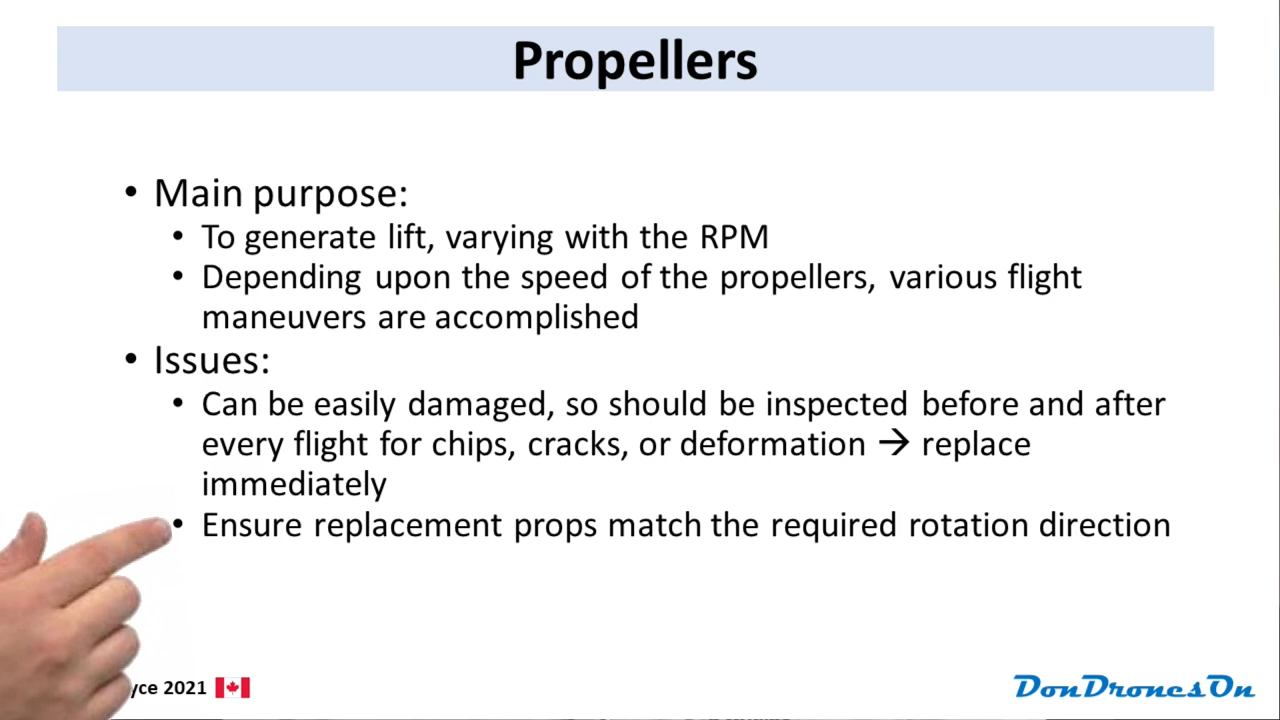 Propellers
• Main purpose:
• To generate lift, varying with the RPM
• Depending upon the speed of the propellers, various flight
maneuvers are accomplished
• Issues:
• Can be easily damaged, so should be inspected before and after
every flight for chips, cracks, or deformation → replace
immediately
• Ensure replacement props match the required rotation direction
2021
DonDronesOn